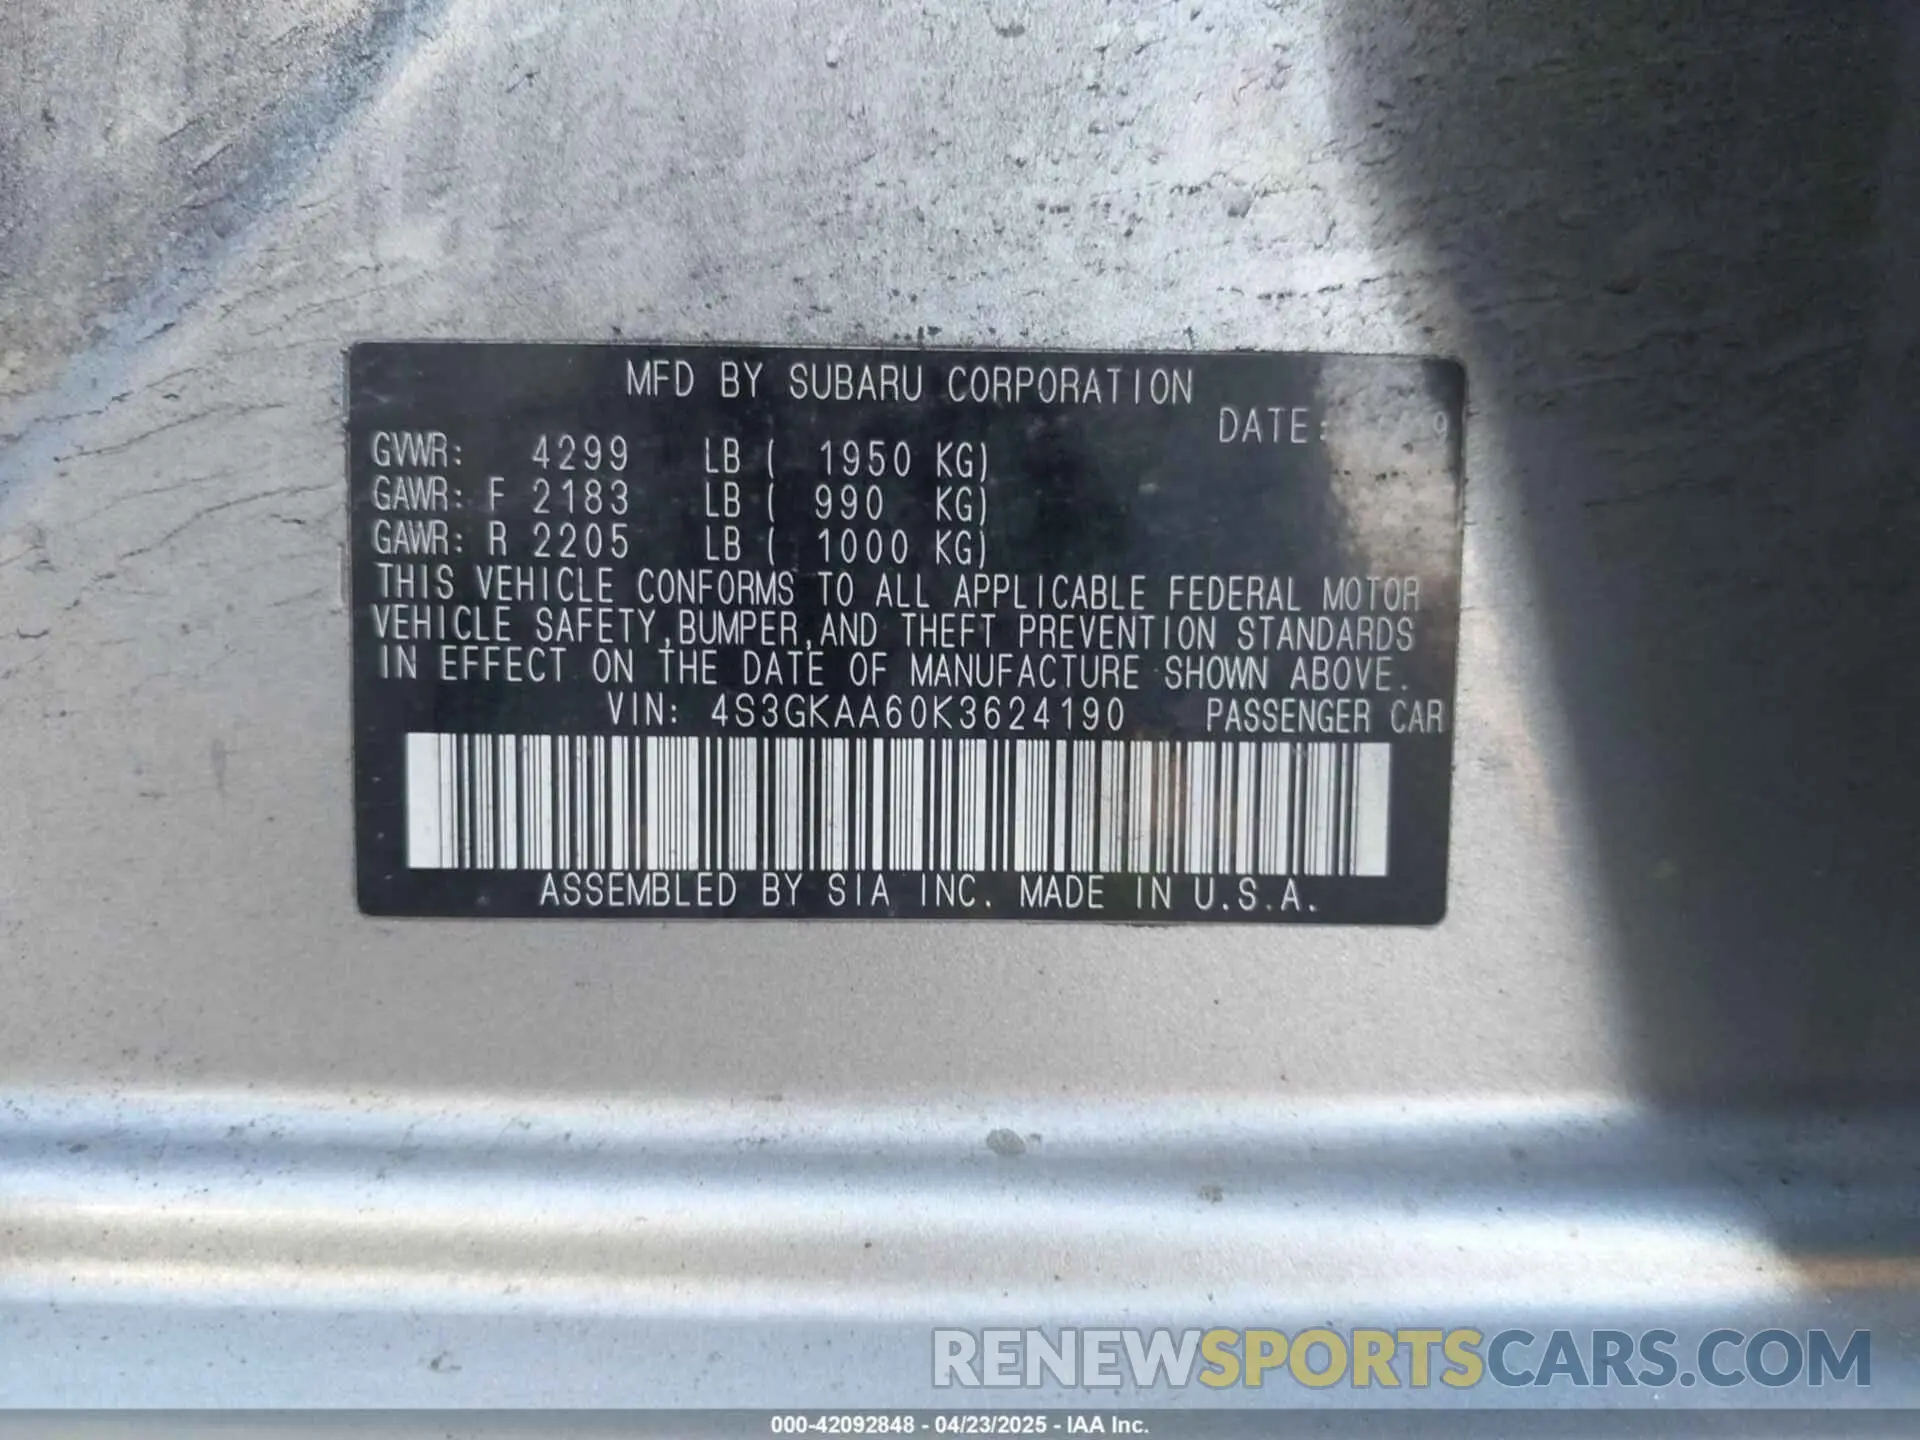 MFD BY SUBARU CORPORATION
DATE:
GVWR: 4299 LB ( 1950 KG)
GAWR: F 2183 LB ( 990 KG)
GAWR: R 2205 LB ( 1000 KG)
THIS VEHICLE CONFORMS TO ALL APPLICABLE FEDERAL MOTOR
VEHICLE SAFETY,BUMPER,AND THEFT PREVENTION STANDARDS
IN EFFECT ON THE DATE OF MANUFACTURE SHOWN ABOVE.
VIN: 4S3GKAA60K3624190 PASSENGER CAR
ASSEMBLED BY SIA INC. MADE IN U.S.A.
RENEWSPORTSCARS.COM
000-42092848 - 04/23/2025 - IAA Inc.